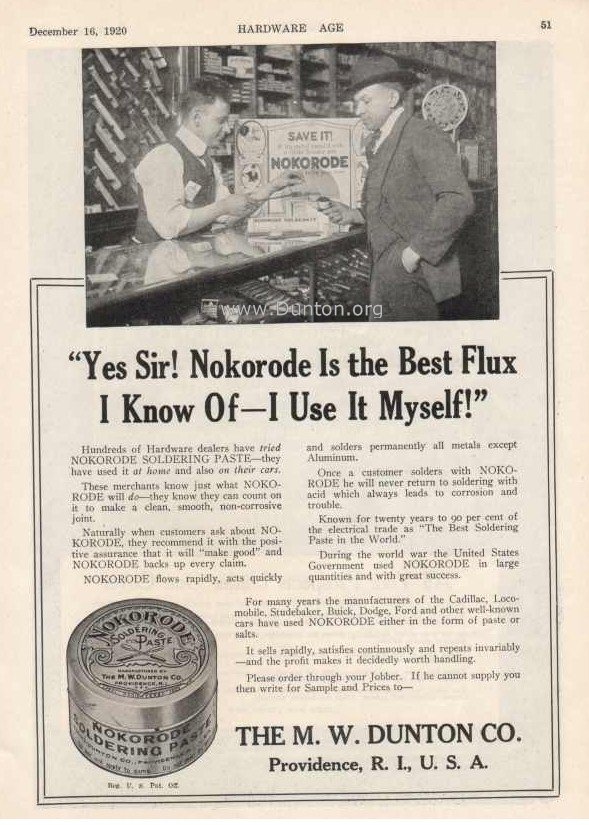 December 16, 1920
HARDWARE AGE
51
SAVE IT!
NOKORODE
www.Dunton.org
"Yes Sir! Nokorode Is the Best Flux
I Know Of—I Use It Myself!"
Hundreds of Hardware dealers have tried
NOKORODE SOLDERING PASTE—they
have used it at home and also on their cars.
These merchants know just what NOKO-
RODE will do—they know they can count on
it to make a clean, smooth, non-corrosive
joint.
Naturally when customers ask about NO-
KORODE, they recommend it with the posi-
tive assurance that it will "make good" and
NOKORODE backs up every claim.
NOKORODE flows rapidly, acts quickly
and solders permanently all metals except
Aluminum.
Once a customer solders with NOKO-
RODE he will never return to soldering with
acid which always leads to corrosion and
trouble.
Known for twenty years to 90 per cent of
the electrical trade as "The Best Soldering
Paste in the World."
During the world war the United States
Government used NOKORODE in large
quantities and with great success.
For many years the manufacturers of the Cadillac, Loco-
mobile, Studebaker, Buick, Dodge, Ford and other well-known
cars have used NOKORODE either in the form of paste or
salts.
It sells rapidly, satisfies continuously and repeats invariably
—and the profit makes it decidedly worth handling.
Please order through your Jobber. If he cannot supply you
then write for Sample and Prices to—
NOKORODE
SOLDERING
PASTE
MANUFACTURED BY
THE M.W. DUNTON CO.
PROVIDENCE, R.I.
NOKORODE
SOLDERING PASTE
DUNTON CO., PROVIDENCE
Reg. U. S. Pat. Off.
THE M. W. DUNTON CO.
Providence, R. I., U. S. A.